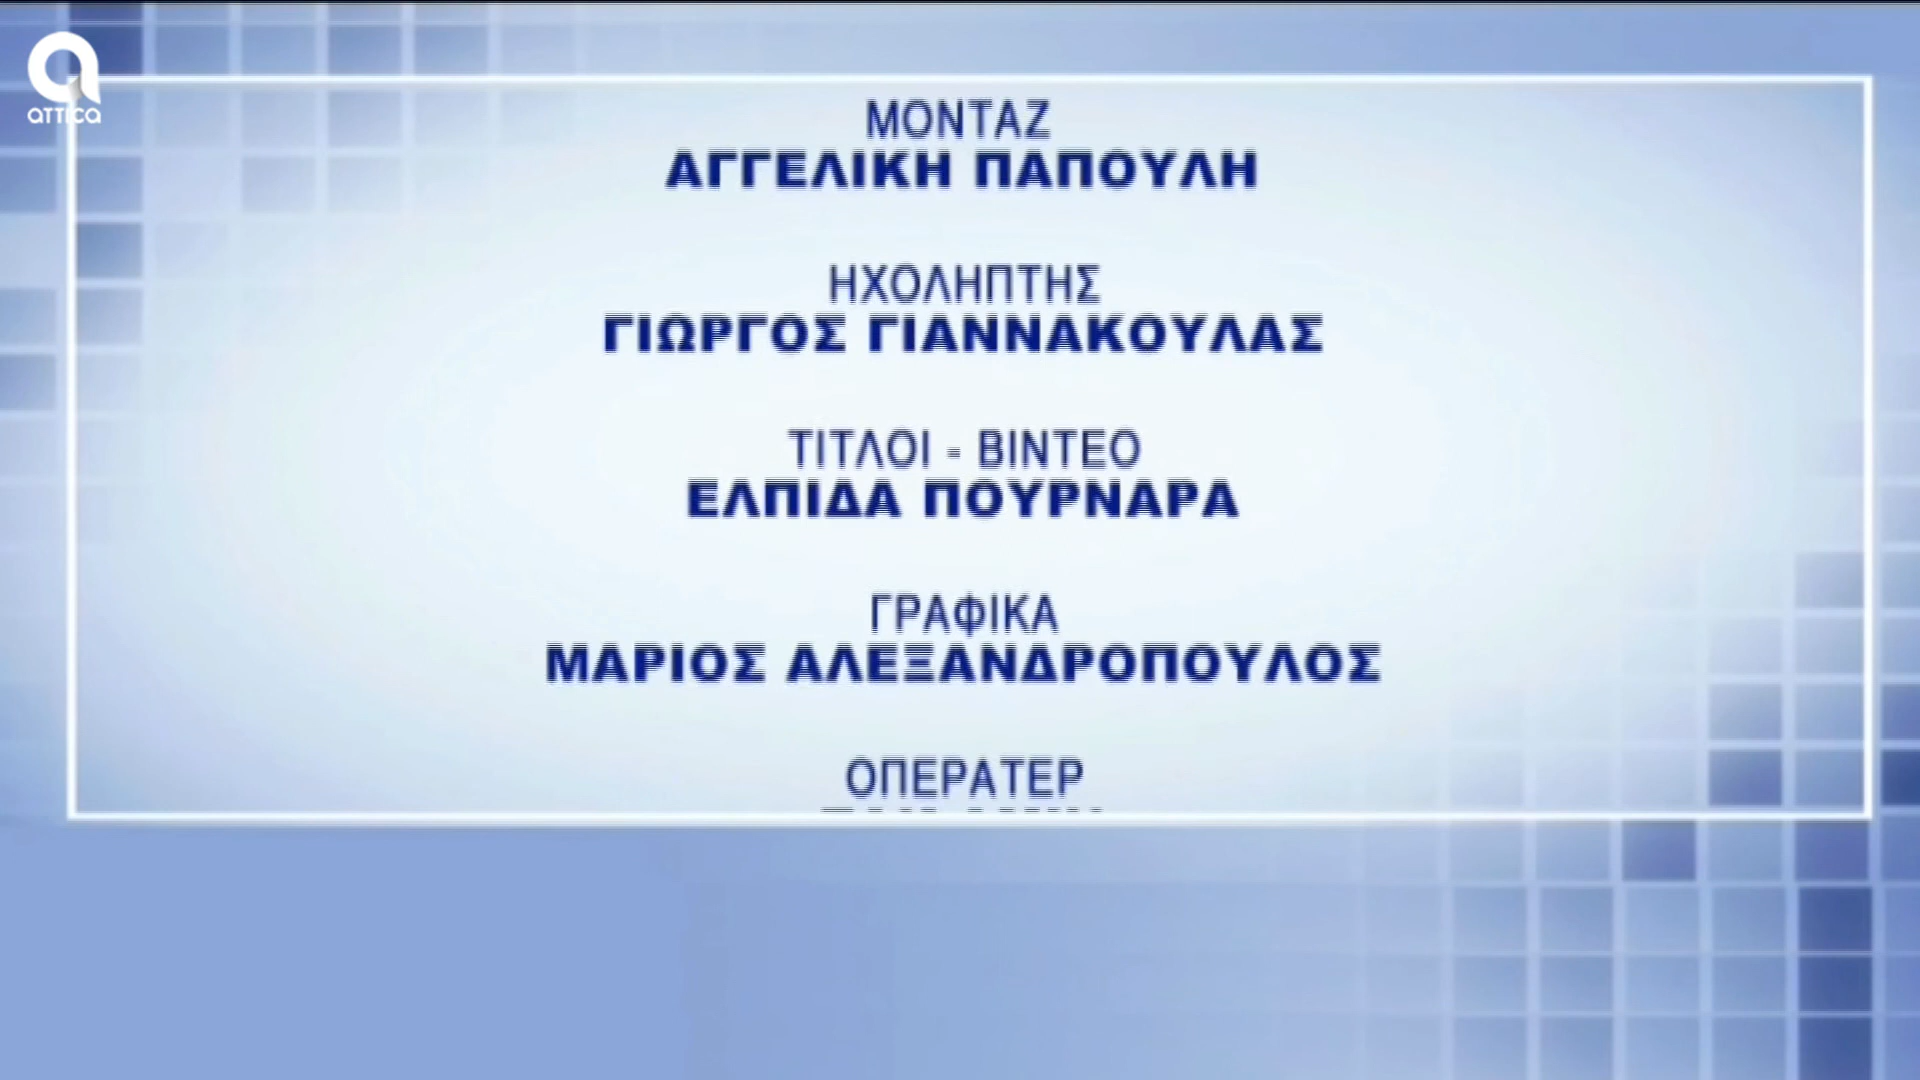 attica
ΜΟΝΤΑΖ
ΑΓΓΕΛΙΚΗ ΠΑΠΟΥΛΗ
ΗΧΟΛΗΠΤΗΣ
ΓΙΩΡΓΟΣ ΓΙΑΝΝΑΚΟΥΛΑΣ
ΤΙΤΛΟΙ - ΒΙΝΤΕΟ
ΕΛΠΙΔΑ ΠΟΥΡΝΑΡΑ
ΓΡΑΦΙΚΑ
ΜΑΡΙΟΣ ΑΛΕΞΑΝΔΡΟΠΟΥΛΟΣ
ΟΠΕΡΑΤΕΡ